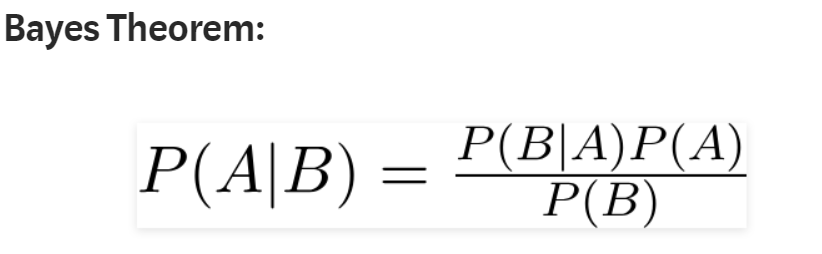 Bayes Theorem:
P(A|B) = P(B|A)P(A)
P(B)